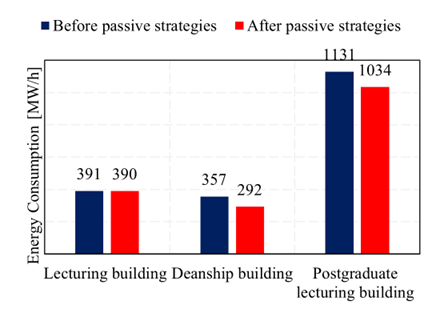 Before passive strategies After passive strategies
Energy Consumption [MW/h]
391 390 357 292 1131 1034
Lecturing building Deanship building Postgraduate
lecturing building